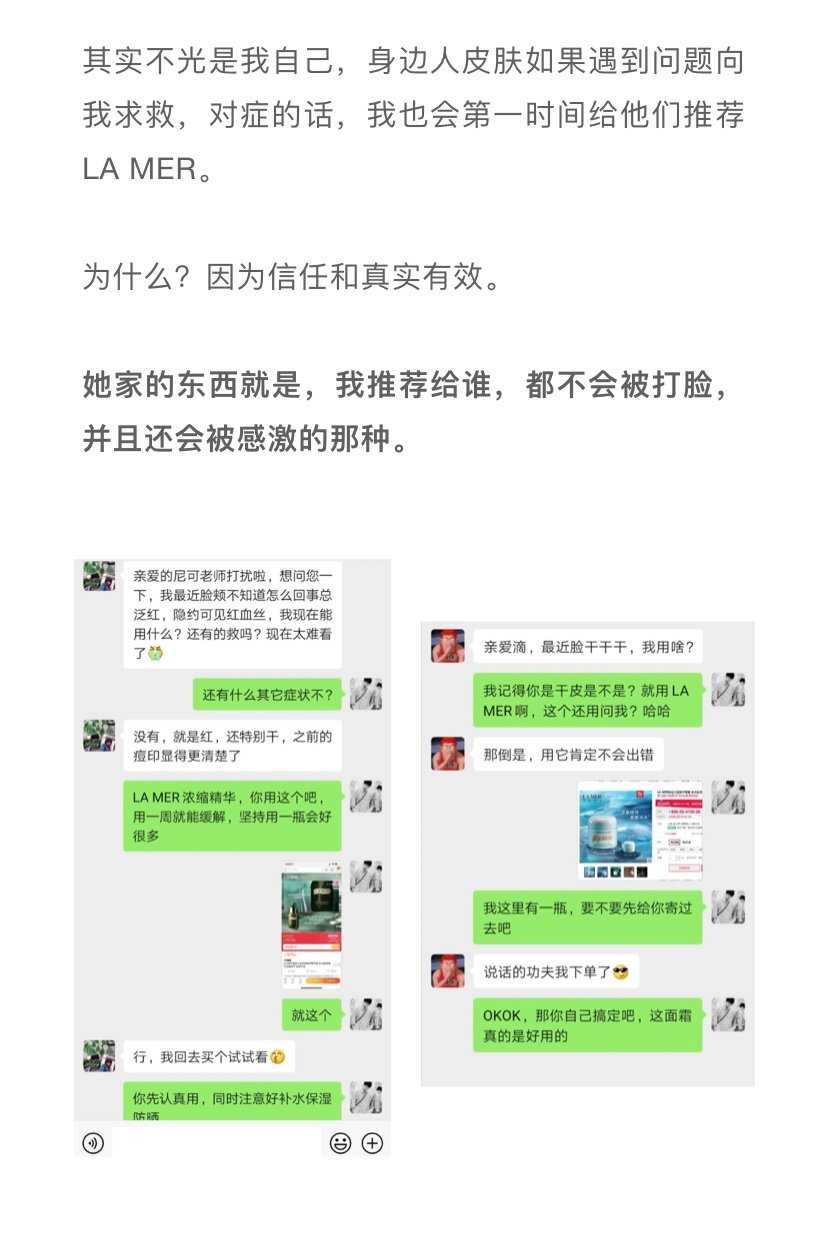 其实不光是我自己，身边人皮肤如果遇到问题向
我求救，对症的话，我也会第一时间给他们推荐
LA MER。
为什么？因为信任和真实有效。
她家的东西就是，我推荐给谁，都不会被打脸，
并且还会被感激的那种。
亲爱的尼可老师打扰啦，想问您一
下，我最近脸颊不知道怎么回事总
泛红，隐约可见红血丝，我现在能
用什么？还有的救吗？现在太难看
了
还有什么其它症状不？
没有，就是红，还特别干，之前的
痘印显得更清楚了
LA MER 浓缩精华，你用这个吧，
用一周就能缓解，坚持用一瓶会好
很多
就这个
行，我回去买个试试看
你先认真用，同时注意好补水保湿
防晒
亲爱滴，最近脸干干干，我用啥？
我记得你是干皮是不是？就用 LA
MER 啊，这个还用问我？哈哈
那倒是，用它肯定不会出错
LA MER
我这里有一瓶，要不要先给你寄过
去吧
说话的功夫我下单了
OKOK，那你自己搞定吧，这面霜
真的是好用的